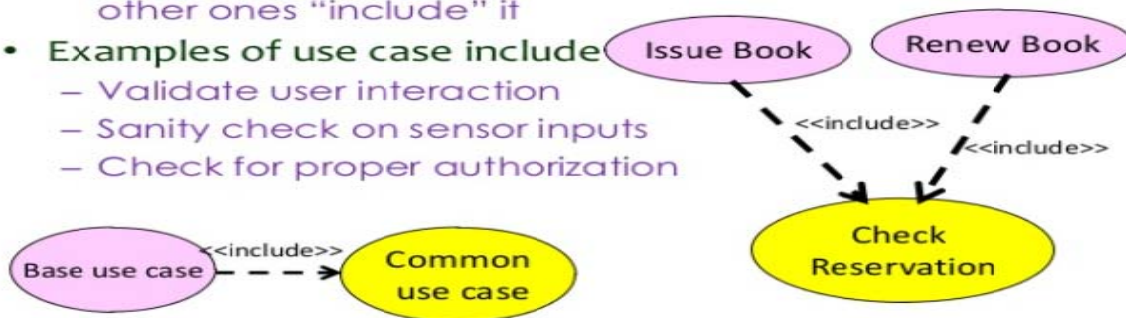 other ones “include” it
• Examples of use case include
– Validate user interaction
– Sanity check on sensor inputs
– Check for proper authorization
Issue Book
Renew Book
<<include>>
<<include>>
Check
Reservation
Base use case
<<include>>
Common
use case